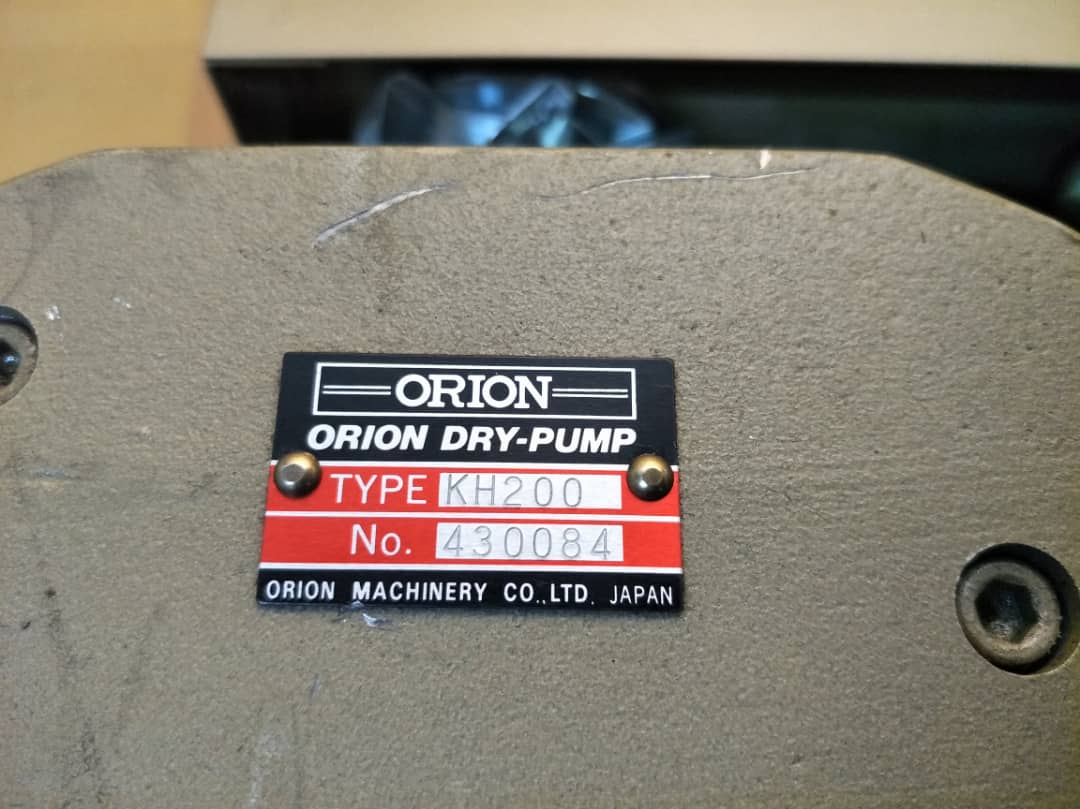 ORION
ORION DRY-PUMP
TYPE KH200
No. 430084
ORION MACHINERY CO.,LTD. JAPAN